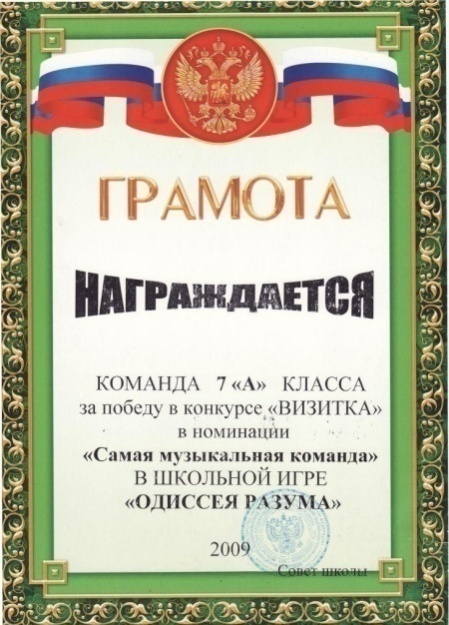 ГРАМОТА
НАГРАЖДАЕТСЯ
КОМАНДА 7 «А» КЛАССА
за победу в конкурсе «ВИЗИТКА»
в номинации
«Самая музыкальная команда»
В ШКОЛЬНОЙ ИГРЕ
«ОДИССЕЯ РАЗУМА»
2009
Совет школы